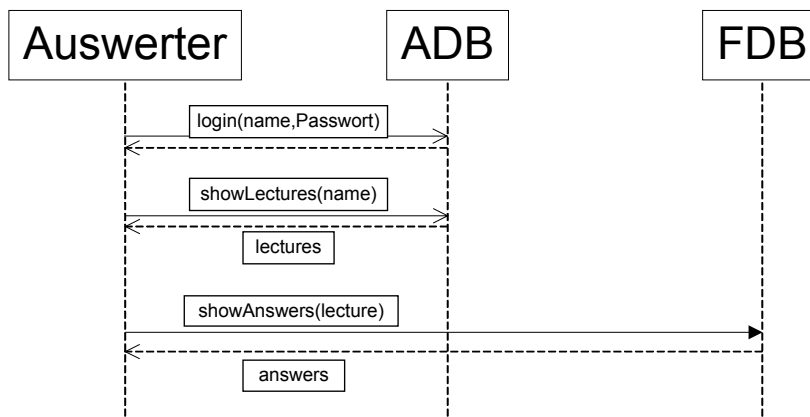 Auswerter
ADB
FDB
login(name,Passwort)
showLectures(name)
lectures
showAnswers(lecture)
answers